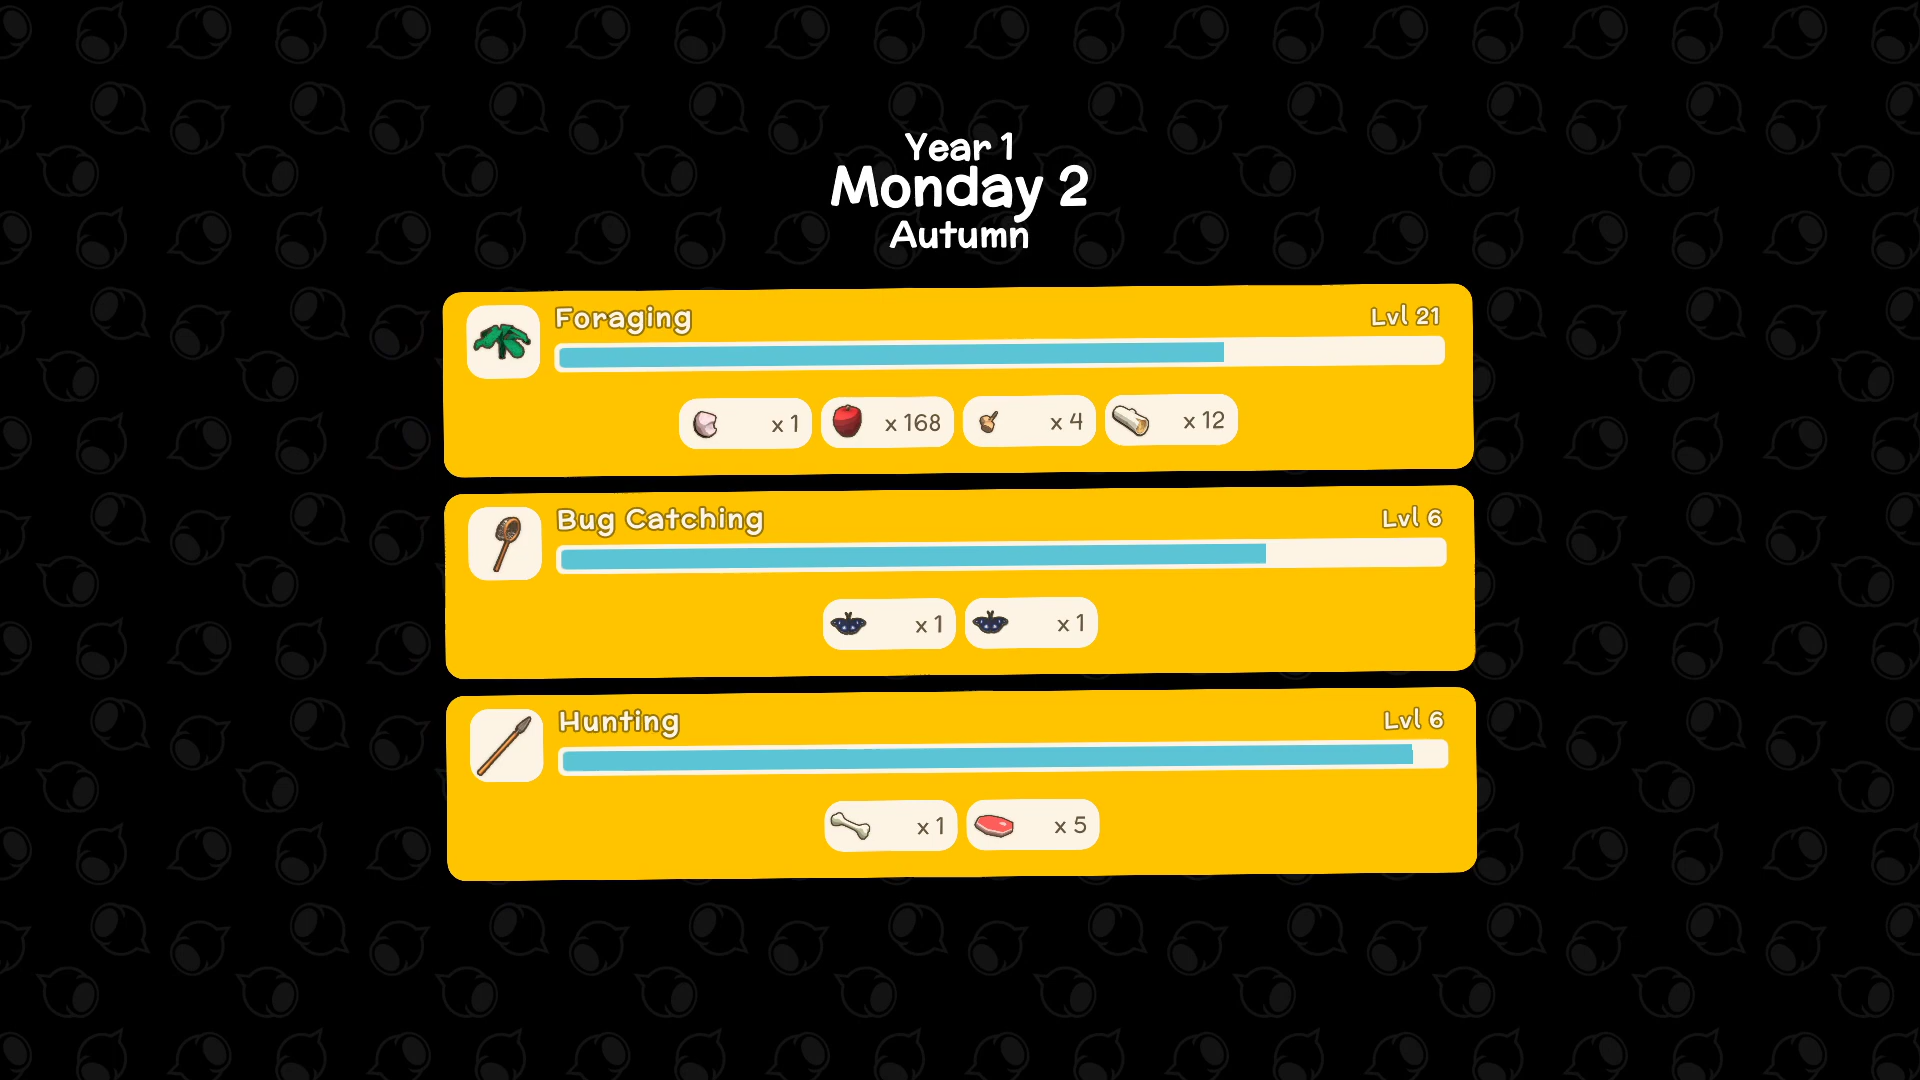 Year 1
Monday 2
Autumn
Foraging
Lvl 21
x 1
x 168
x 4
x 12
Bug Catching
Lvl 6
x 1
x 1
Hunting
Lvl 6
x 1
x 5